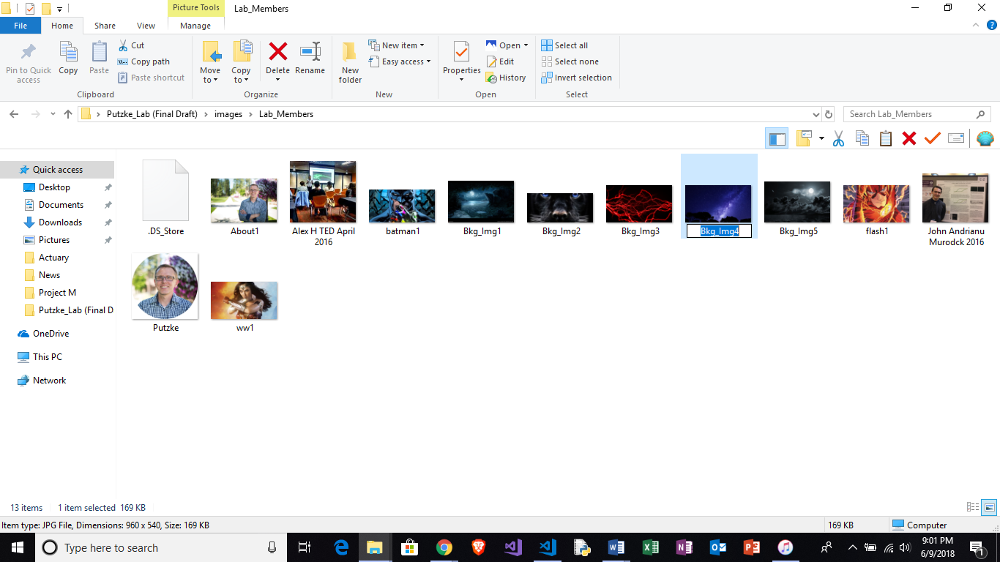 Picture Tools
Lab_Members
File
Home
Share
View
Manage
Pin to Quick access
Copy
Paste
Cut
Copy path
Paste shortcut
Clipboard
Move to
Copy to
Delete
Rename
Organize
New folder
New item
Easy access
New
Properties
Open
Edit
History
Open
Select all
Select none
Invert selection
Select
Putzke_Lab (Final Draft) > images > Lab_Members
Search Lab_Members
Quick access
Desktop
Documents
Downloads
Pictures
Actuary
News
Project M
Putzke_Lab (Final D
OneDrive
This PC
Network
.DS_Store
About1
Alex H TED April
2016
batman1
Bkg_Img1
Bkg_Img2
Bkg_Img3
Bkg_Img4
Bkg_Img5
flash1
John Andrianu
Murodck 2016
Putzke
ww1
13 items
1 item selected 169 KB
Item type: JPG File, Dimensions: 960 x 540, Size: 169 KB
169 KB
Computer
Type here to search
9:01 PM
6/9/2018
1